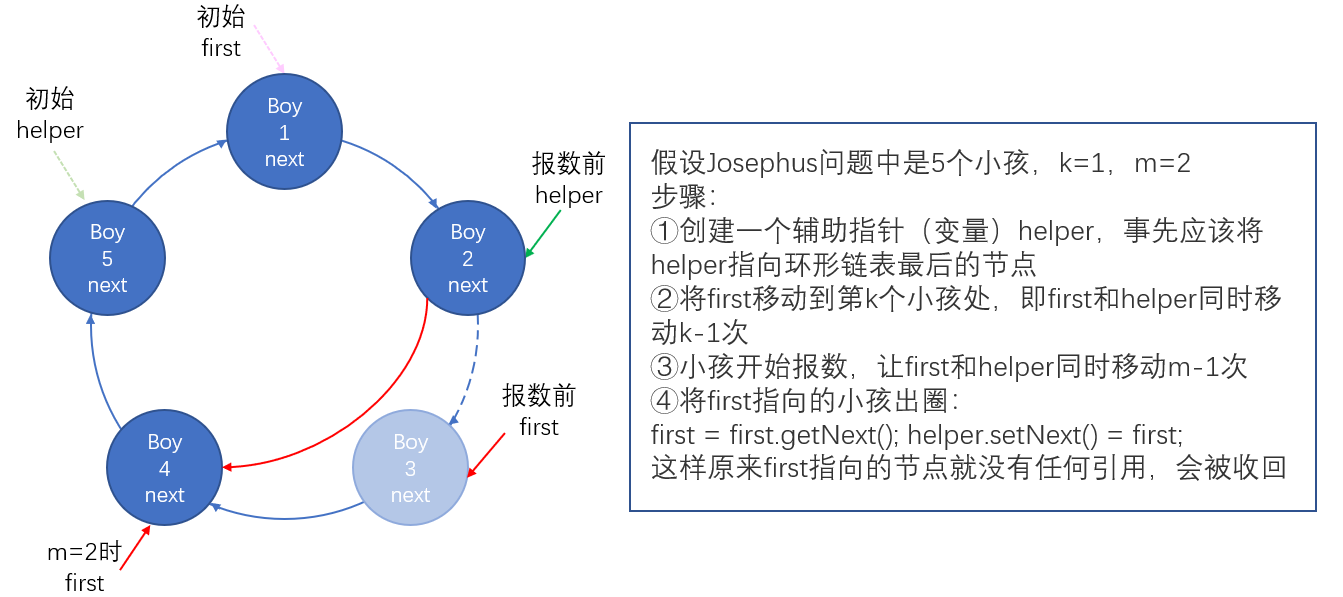 初始
first
初始
helper
Boy
1
next
报数前
helper
Boy
5
next
Boy
2
next
报数前
first
Boy
4
next
Boy
3
next
m=2时
first
假设Josephus问题中是5个小孩，k=1，m=2
步骤：
①创建一个辅助指针（变量）helper，事先应该将
helper指向环形链表最后的节点
②将first移动到第k个小孩处，即first和helper同时移
动k-1次
③小孩开始报数，让first和helper同时移动m-1次
④将first指向的小孩出圈：
first = first.getNext(); helper.setNext() = first;
这样原来first指向的节点就没有任何引用，会被收回